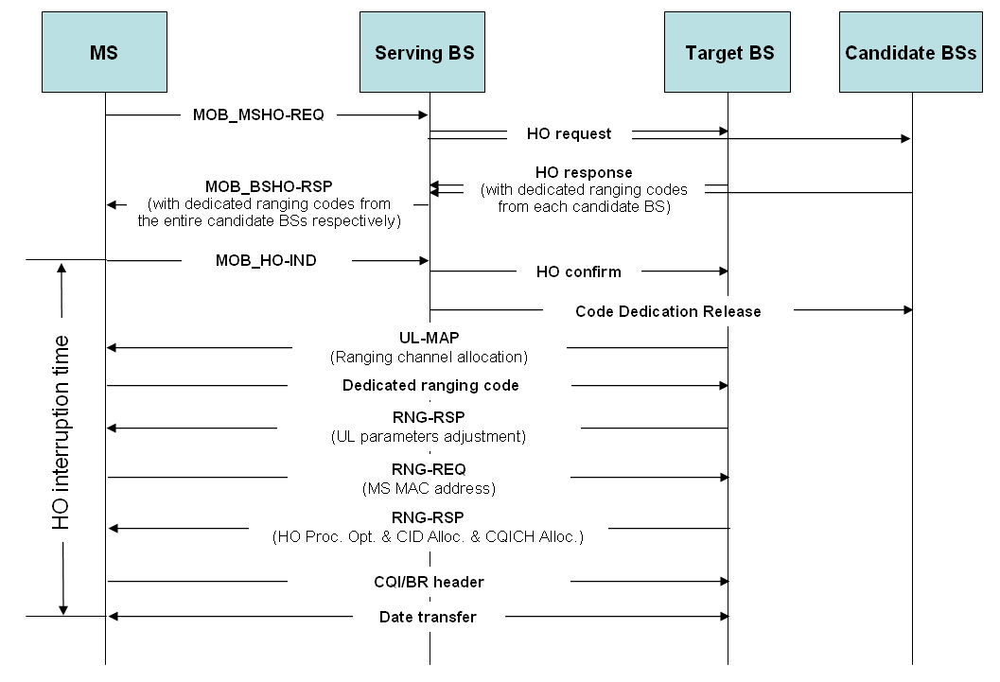 MS
Serving BS
Target BS
Candidate BSs
MOB_MSHO-REQ
HO request
HO response
(with dedicated ranging codes
from each candidate BS)
MOB_BSHO-RSP
(with dedicated ranging codes from
the entire candidate BSs respectively)
MOB_HO-IND
HO confirm
Code Dedication Release
UL-MAP
(Ranging channel allocation)
Dedicated ranging code
RNG-RSP
(UL parameters adjustment)
RNG-REQ
(MS MAC address)
RNG-RSP
(HO Proc. Opt. & CID Alloc. & CQICH Alloc.)
CQI/BR header
Date transfer
HO interruption time